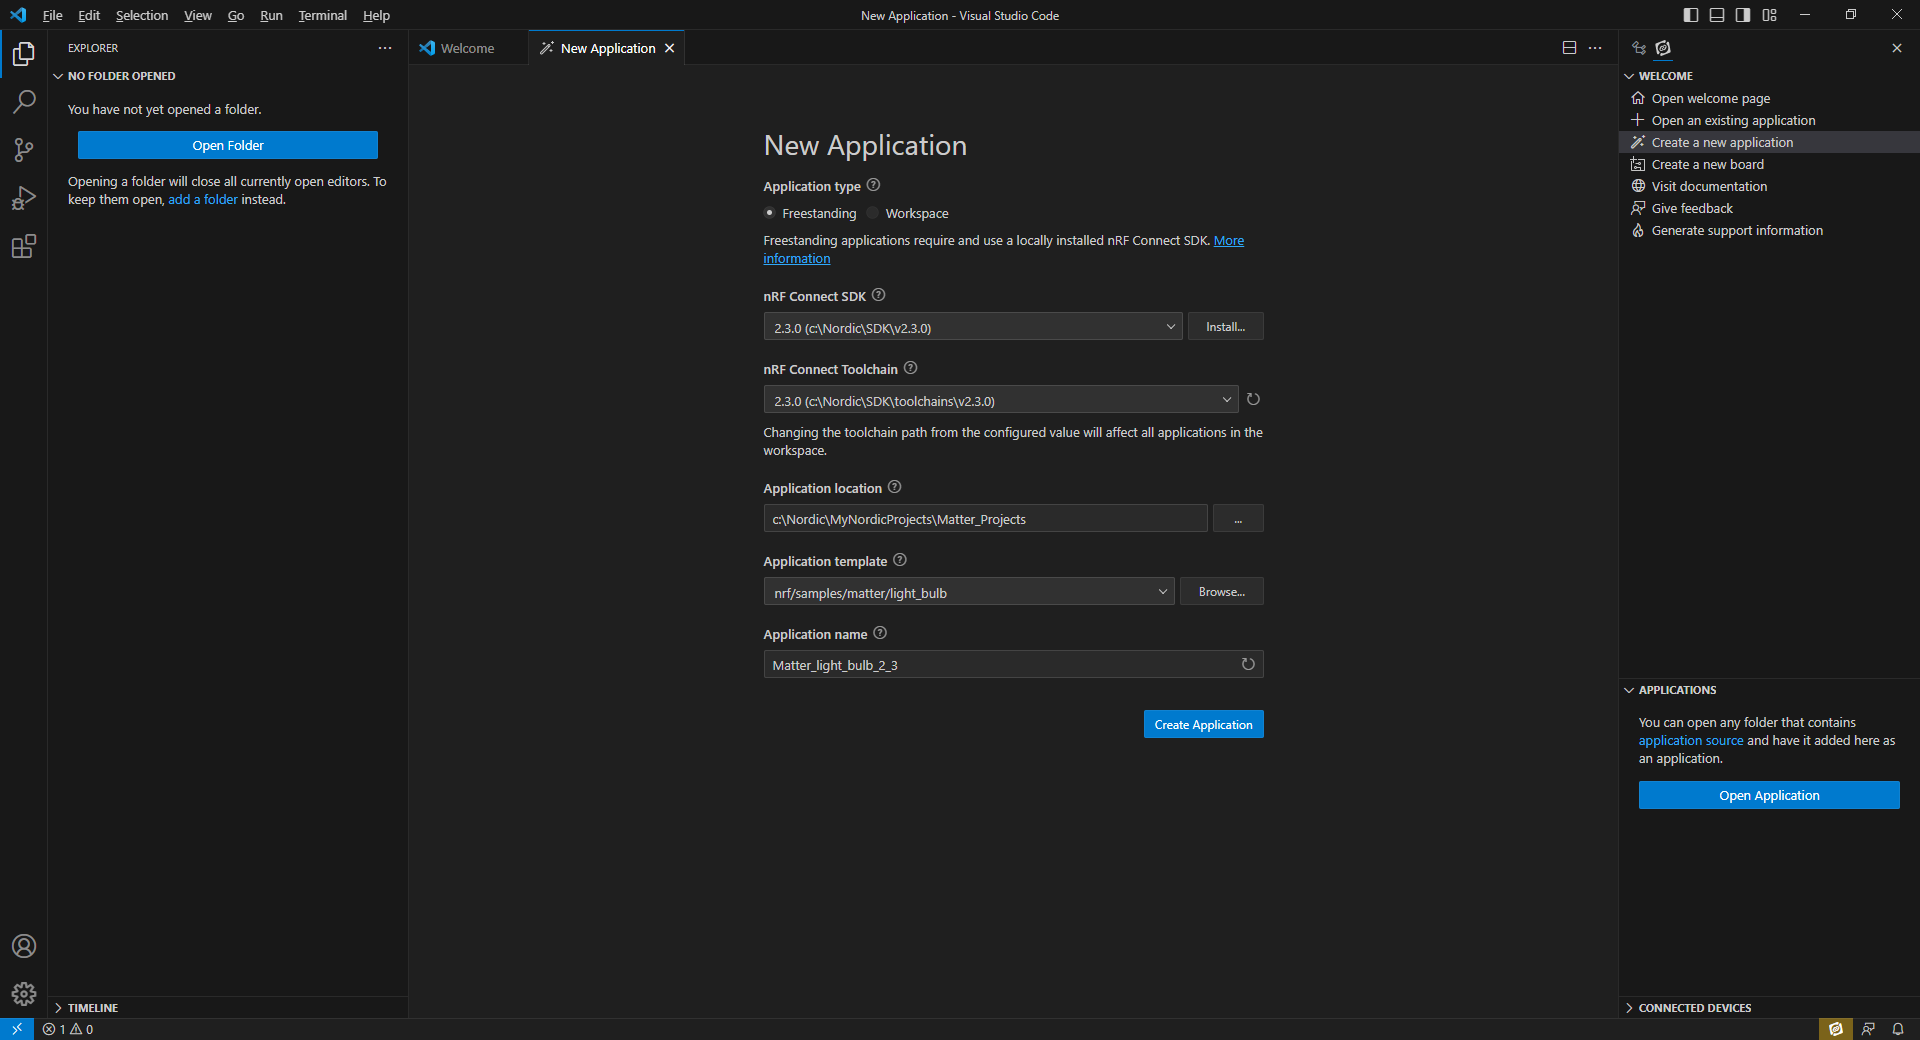 File Edit Selection View Go Run Terminal Help
New Application - Visual Studio Code
EXPLORER
NO FOLDER OPENED
You have not yet opened a folder.
Open Folder
Opening a folder will close all currently open editors. To
keep them open, add a folder instead.
TIMELINE
Welcome
New Application
New Application
Application type
Freestanding Workspace
Freestanding applications require and use a locally installed nRF Connect SDK. More
information
nRF Connect SDK
2.3.0 (c:\Nordic\SDK\v2.3.0)
Install...
nRF Connect Toolchain
2.3.0 (c:\Nordic\SDK\toolchains\v2.3.0)
Changing the toolchain path from the configured value will affect all applications in the
workspace.
Application location
c:\Nordic\MyNordicProjects\Matter_Projects
...
Application template
nrf/samples/matter/light_bulb
Browse...
Application name
Matter_light_bulb_2_3
Create Application
WELCOME
Open welcome page
Open an existing application
Create a new application
Create a new board
Visit documentation
Give feedback
Generate support information
APPLICATIONS
You can open any folder that contains
application source and have it added here as
an application.
Open Application
CONNECTED DEVICES
1 0